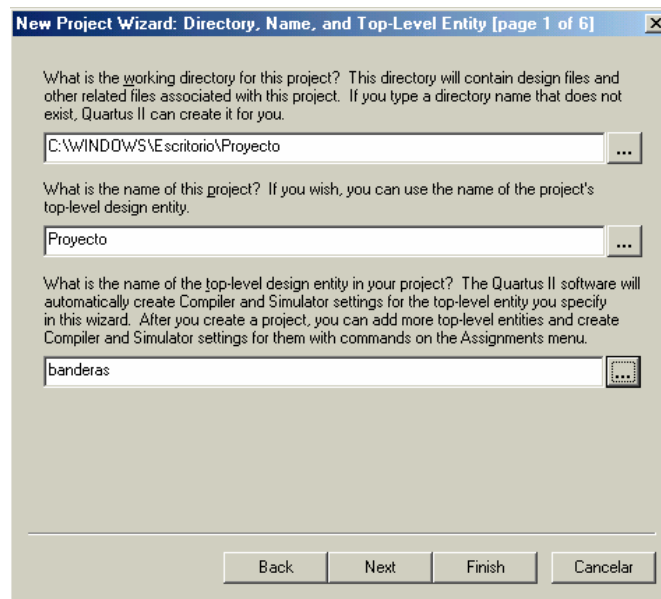 New Project Wizard: Directory, Name, and Top-Level Entity [page 1 of 6]
What is the working directory for this project? This directory will contain design files and
other related files associated with this project. If you type a directory name that does not
exist, Quartus II can create it for you.
C:\WINDOWS\Escritorio\Proyecto
...
What is the name of this project? If you wish, you can use the name of the project's
top-level design entity.
Proyecto
...
What is the name of the top-level design entity in your project? The Quartus II software will
automatically create Compiler and Simulator settings for the top-level entity you specify
in this wizard. After you create a project, you can add more top-level entities and create
Compiler and Simulator settings for them with commands on the Assignments menu.
banderas
...
Back Next Finish Cancelar